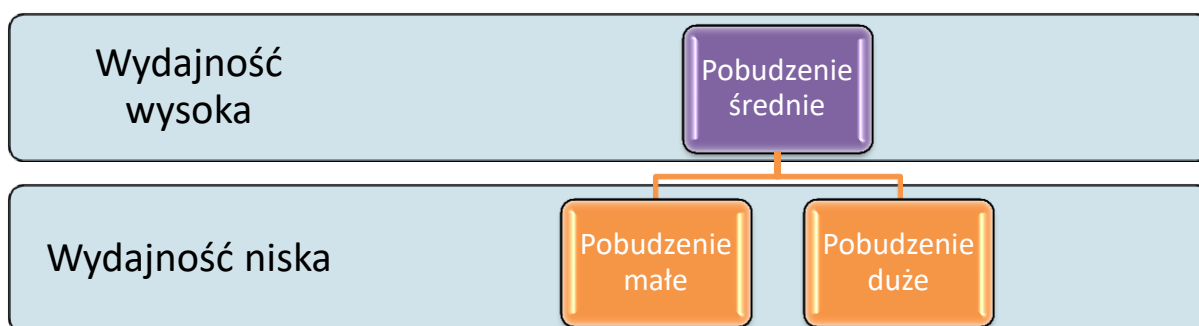 Wydajność
wysoka
Pobudzenie
średnie
Wydajność niska
Pobudzenie
małe
Pobudzenie
duże